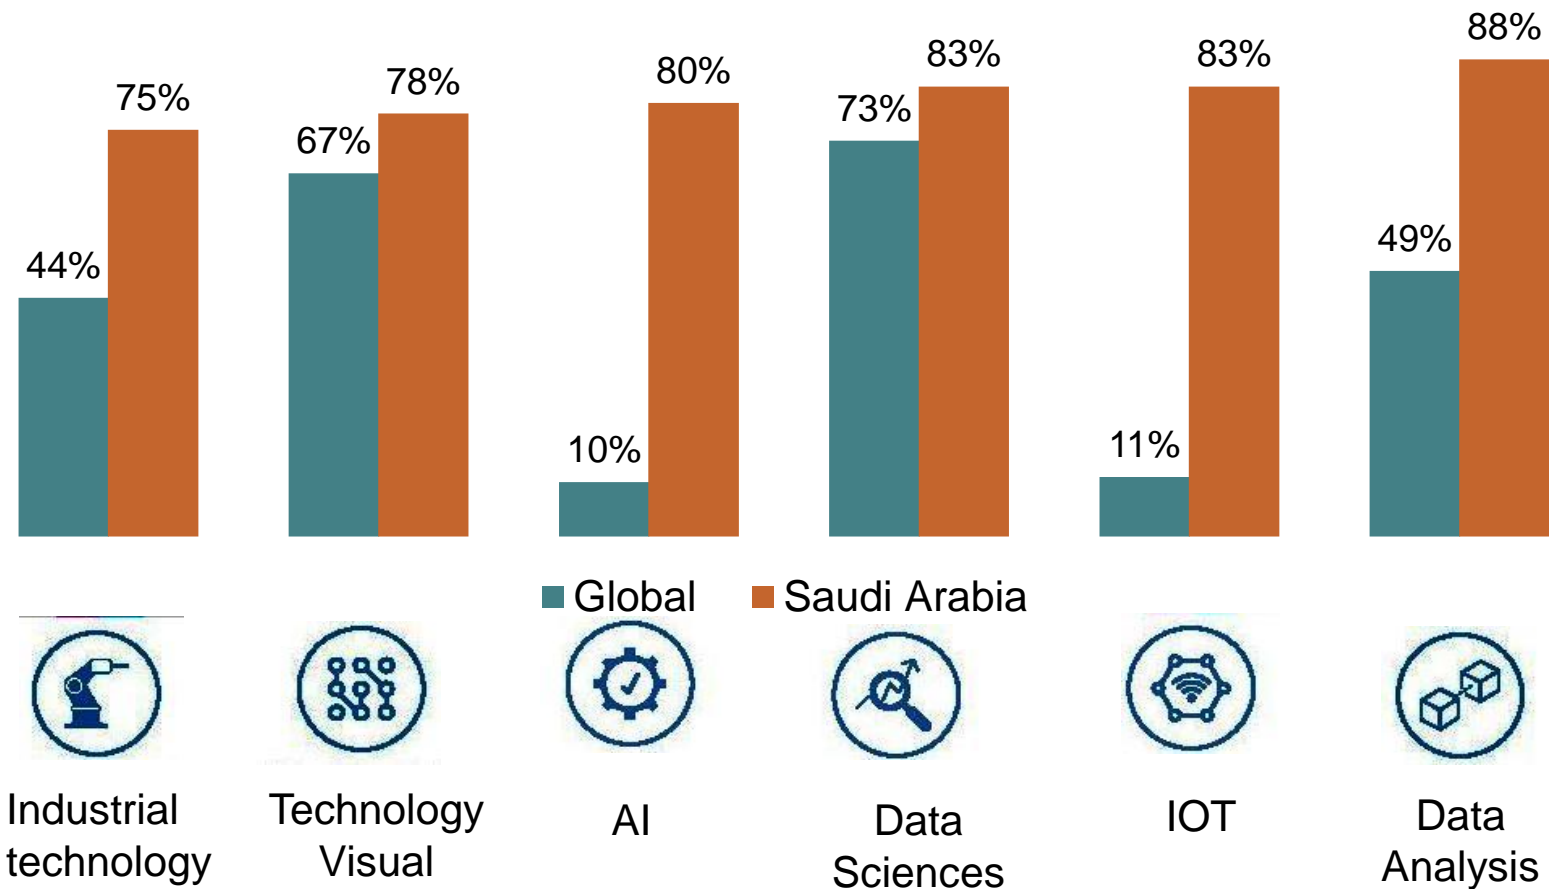 75%
44%
78%
67%
80%
10%
83%
73%
83%
11%
88%
49%
Global
Saudi Arabia
Industrial
technology
Technology
Visual
AI
Data
Sciences
IOT
Data
Analysis